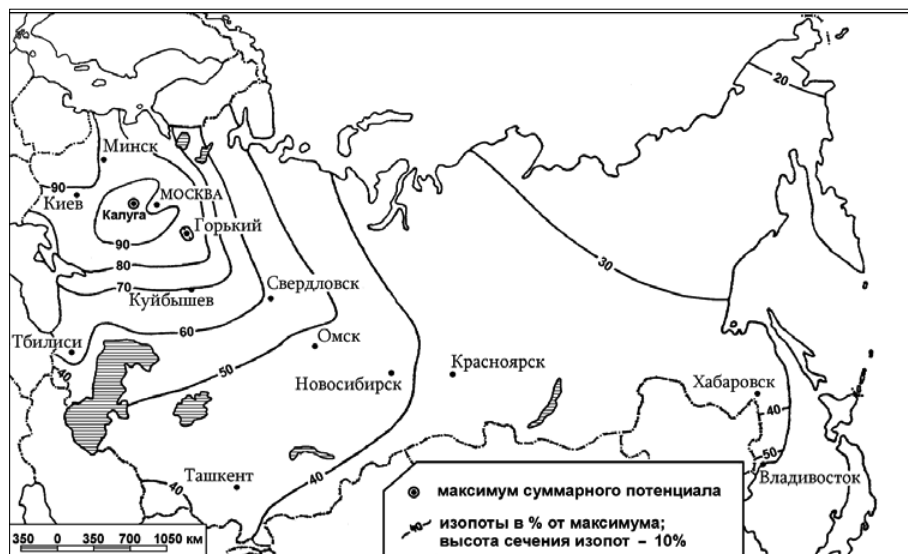 20
Минск
90
Киев
МОСКВА
Калуга
Горький
90
80
70
Куйбышев
Свердловск
30
60
Тбилиси
Омск
40
50
Новосибирск
Красноярск
Хабаровск
40
50
Ташкент
40
40
Владивосток
максимум суммарного потенциала
40
изопоты в % от максимума;
высота сечения изопот – 10%
350 0 350 700 1050 км